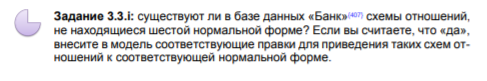 Задание 3.3.i: существуют ли в базе данных «Банк»{407} схемы отношений,
не находящиеся шестой нормальной форме? Если вы считаете, что «да»,
внесите в модель соответствующие правки для приведения таких схем от-
ношений к соответствующей нормальной форме.